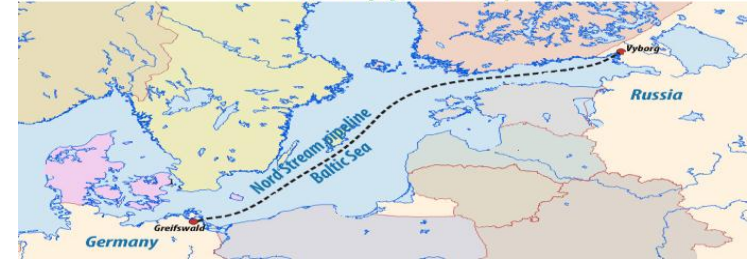 Vyborg
Russia
Nord Stream pipeline
Baltic Sea
Greifswald
Germany